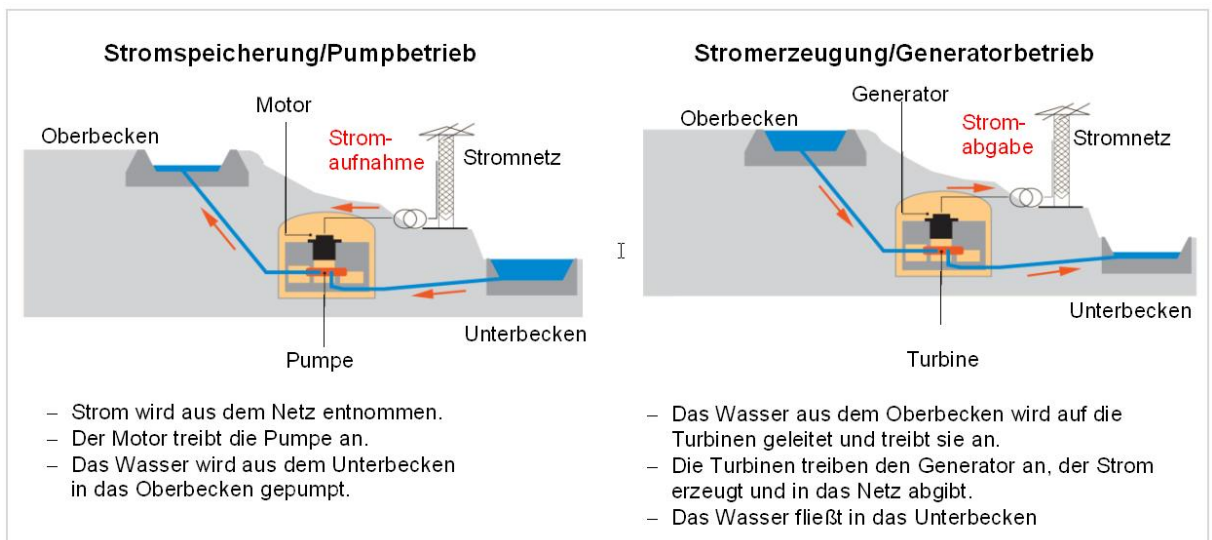 Stromspeicherung/Pumpbetrieb
Motor
Oberbecken
Strom-
aufnahme
Stromnetz
Unterbecken
Pumpe
– Strom wird aus dem Netz entnommen.
– Der Motor treibt die Pumpe an.
– Das Wasser wird aus dem Unterbecken
in das Oberbecken gepumpt.
Stromerzeugung/Generatorbetrieb
Generator
Oberbecken
Strom-
abgabe
Stromnetz
Unterbecken
Turbine
– Das Wasser aus dem Oberbecken wird auf die
Turbinen geleitet und treibt sie an.
– Die Turbinen treiben den Generator an, der Strom
erzeugt und in das Netz abgibt.
– Das Wasser fließt in das Unterbecken